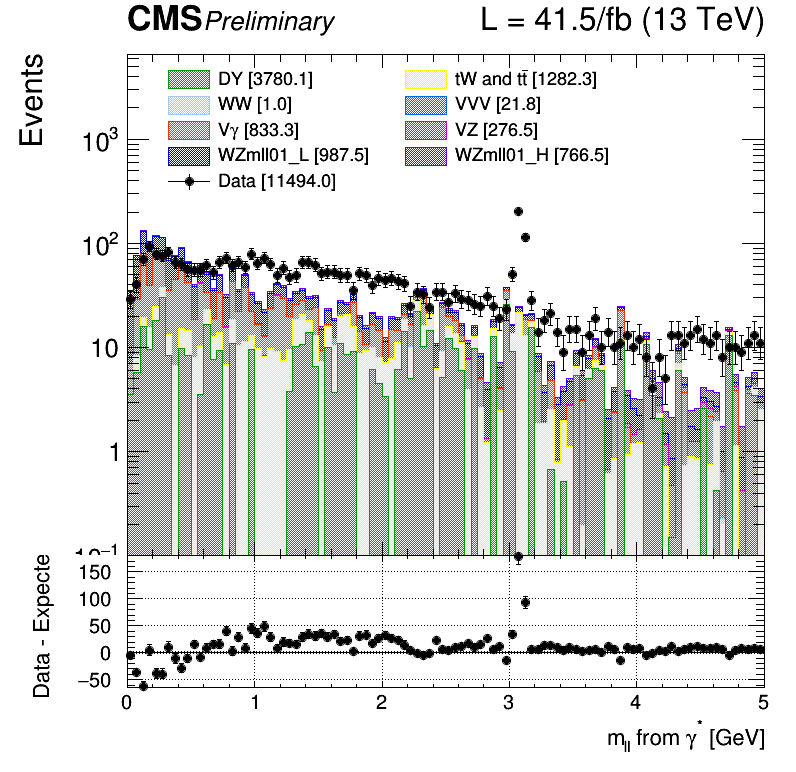 CMS Preliminary L = 41.5/fb (13 TeV)
Events
DY [3780.1] tW and tt̄ [1282.3]
WW [1.0] VVV [21.8]
Vγ [833.3] VZ [276.5]
WZmll01_L [987.5] WZmll01_H [766.5]
Data [11494.0]
10³
10²
10
1
10⁻¹
Data - Expecte
150
100
50
0
−50
0 1 2 3 4 5
m_ll from γ* [GeV]